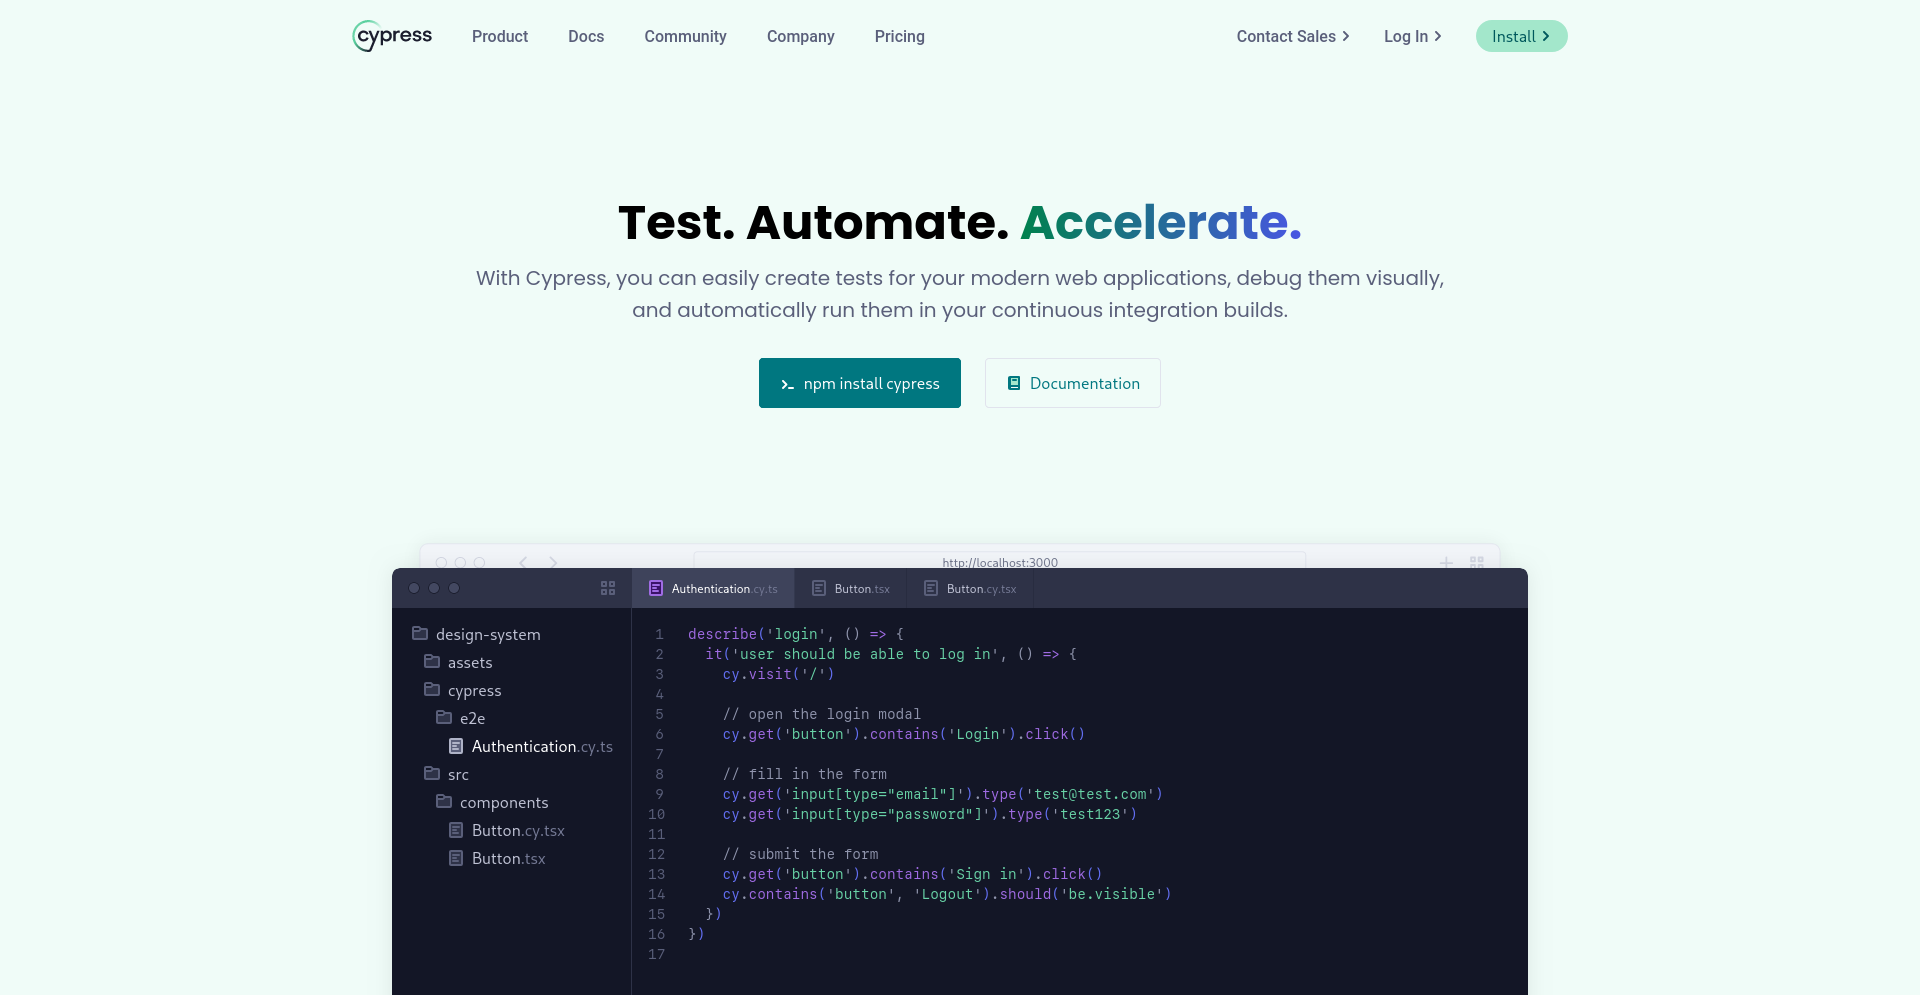 cypress Product Docs Community Company Pricing Contact Sales Log In Install
Test. Automate. Accelerate.
With Cypress, you can easily create tests for your modern web applications, debug them visually,
and automatically run them in your continuous integration builds.
npm install cypress Documentation
http://localhost:3000
Authentication.cy.ts Button.tsx Button.cy.tsx
design-system
assets
cypress
e2e
Authentication.cy.ts
src
components
Button.cy.tsx
Button.tsx
1 describe('login', () => {
2   it('user should be able to log in', () => {
3     cy.visit('/')
4
5     // open the login modal
6     cy.get('button').contains('Login').click()
7
8     // fill in the form
9     cy.get('input[type="email"]').type('test@test.com')
10     cy.get('input[type="password"]').type('test123')
11
12     // submit the form
13     cy.get('button').contains('Sign in').click()
14     cy.contains('button', 'Logout').should('be.visible')
15   })
16 })
17